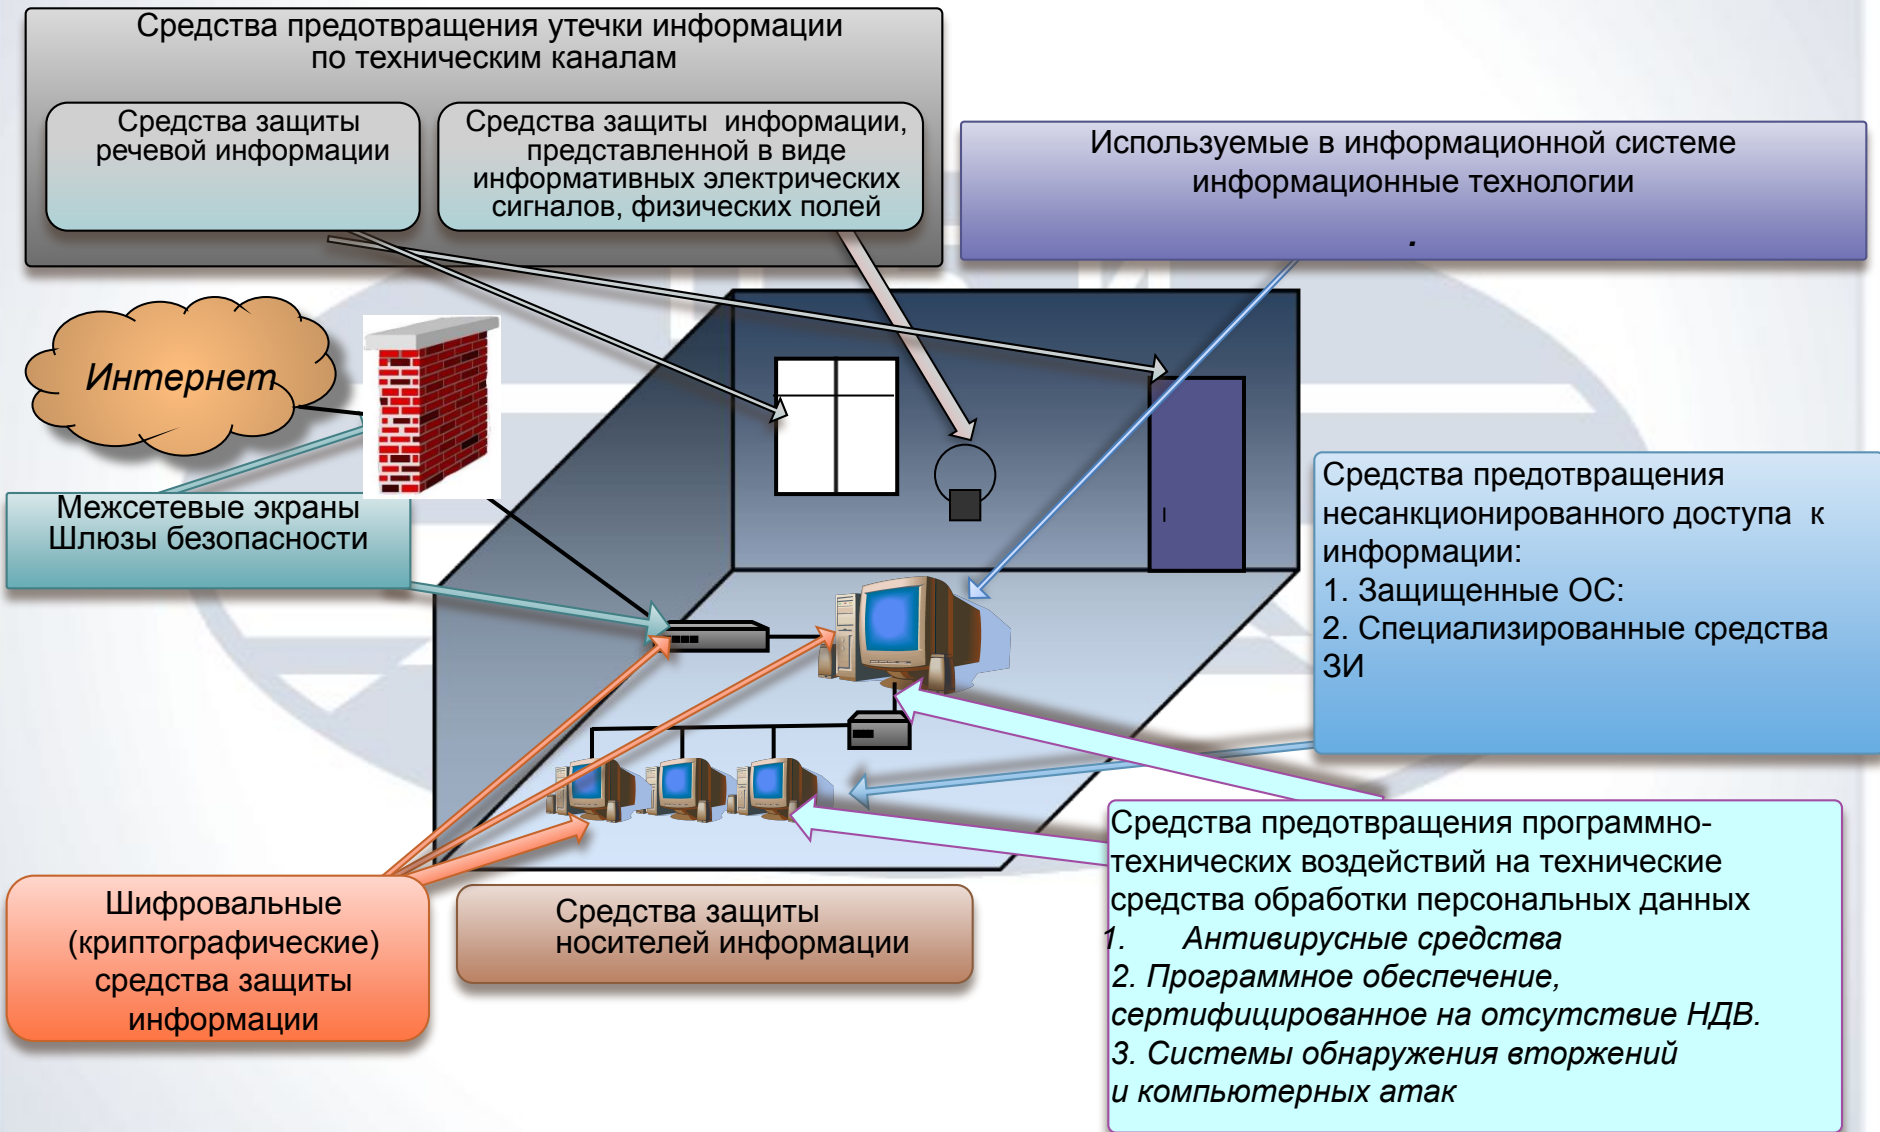 Средства предотвращения утечки информации
по техническим каналам
Средства защиты
речевой информации
Средства защиты информации,
представленной в виде
информативных электрических
сигналов, физических полей
Используемые в информационной системе
информационные технологии
.
Интернет
Межсетевые экраны
Шлюзы безопасности
Средства предотвращения
несанкционированного доступа к
информации:
1. Защищенные ОС:
2. Специализированные средства
ЗИ
Шифровальные
(криптографические)
средства защиты
информации
Средства защиты
носителей информации
Средства предотвращения программно-
технических воздействий на технические
средства обработки персональных данных
1. Антивирусные средства
2. Программное обеспечение,
сертифицированное на отсутствие НДВ.
3. Системы обнаружения вторжений
и компьютерных атак